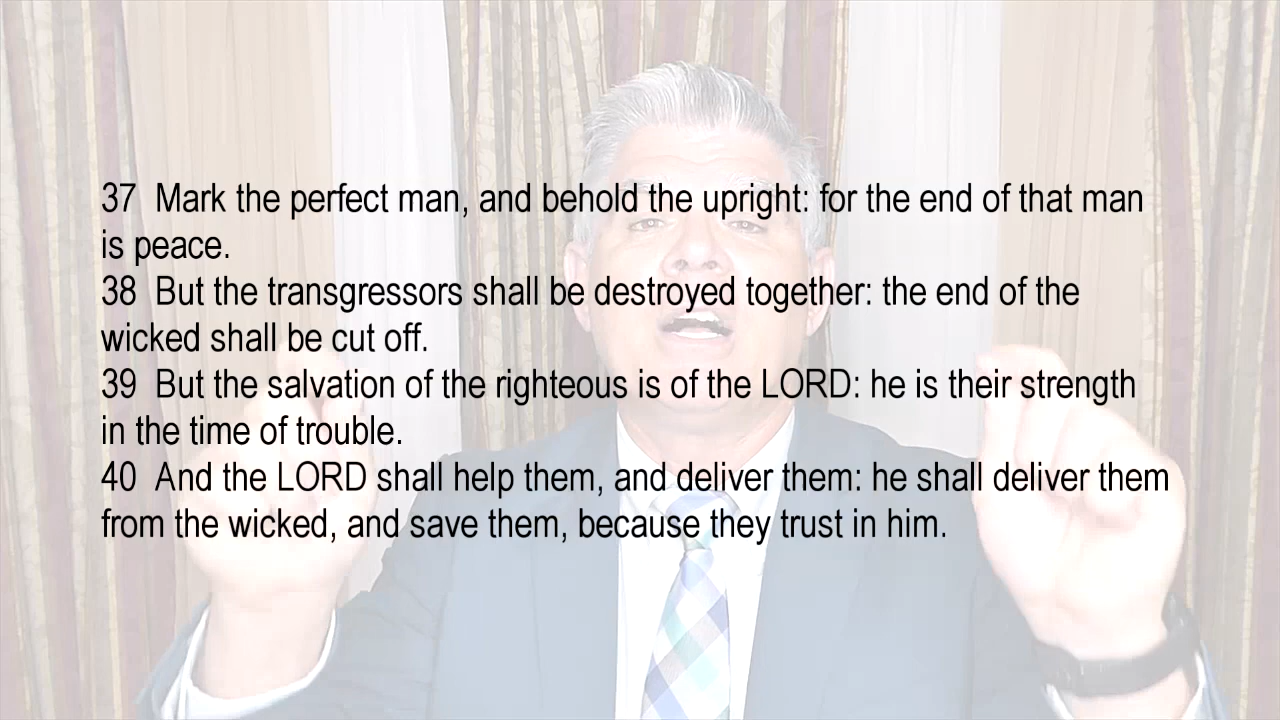 37  Mark the perfect man, and behold the upright: for the end of that man
is peace.
38  But the transgressors shall be destroyed together: the end of the
wicked shall be cut off.
39  But the salvation of the righteous is of the LORD: he is their strength
in the time of trouble.
40  And the LORD shall help them, and deliver them: he shall deliver them
from the wicked, and save them, because they trust in him.